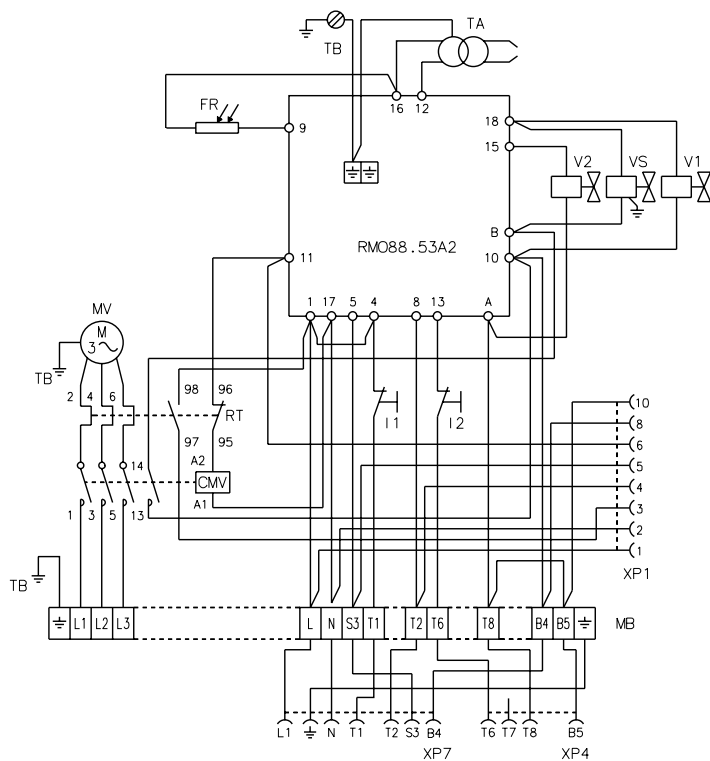 TA
TB
16 12
FR
9
18
15
V2 VS V1
B
RMO88.53A2
11
10
1 17 5 4 8 13 A
MV
M
3
TB
98 96
2 4 6
RT
I1 I2
10
8
97 95
6
A2
14
5
CMV
4
A1
3
1 3 5 13
2
1
XP1
TB
L1 L2 L3 L N S3 T1 T2 T6 T8 B4 B5 MB
L1 N T1 T2 S3 B4 T6 T7 T8 B5
XP7 XP4